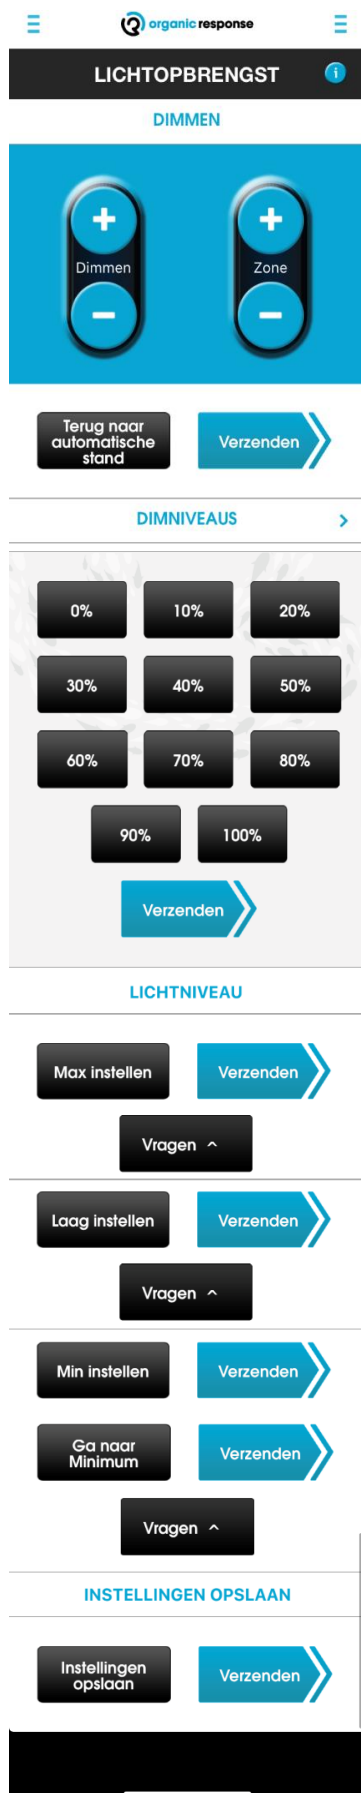 organic response
LICHTOPBRENGST
DIMMEN
Dimmen
Zone
Terug naar
automatische
stand
Verzenden
DIMNIVEAUS
0%
10%
20%
30%
40%
50%
60%
70%
80%
90%
100%
Verzenden
LICHTNIVEAU
Max instellen
Verzenden
Vragen
Laag instellen
Verzenden
Vragen
Min instellen
Verzenden
Ga naar
Minimum
Verzenden
Vragen
INSTELLINGEN OPSLAAN
Instellingen
opslaan
Verzenden